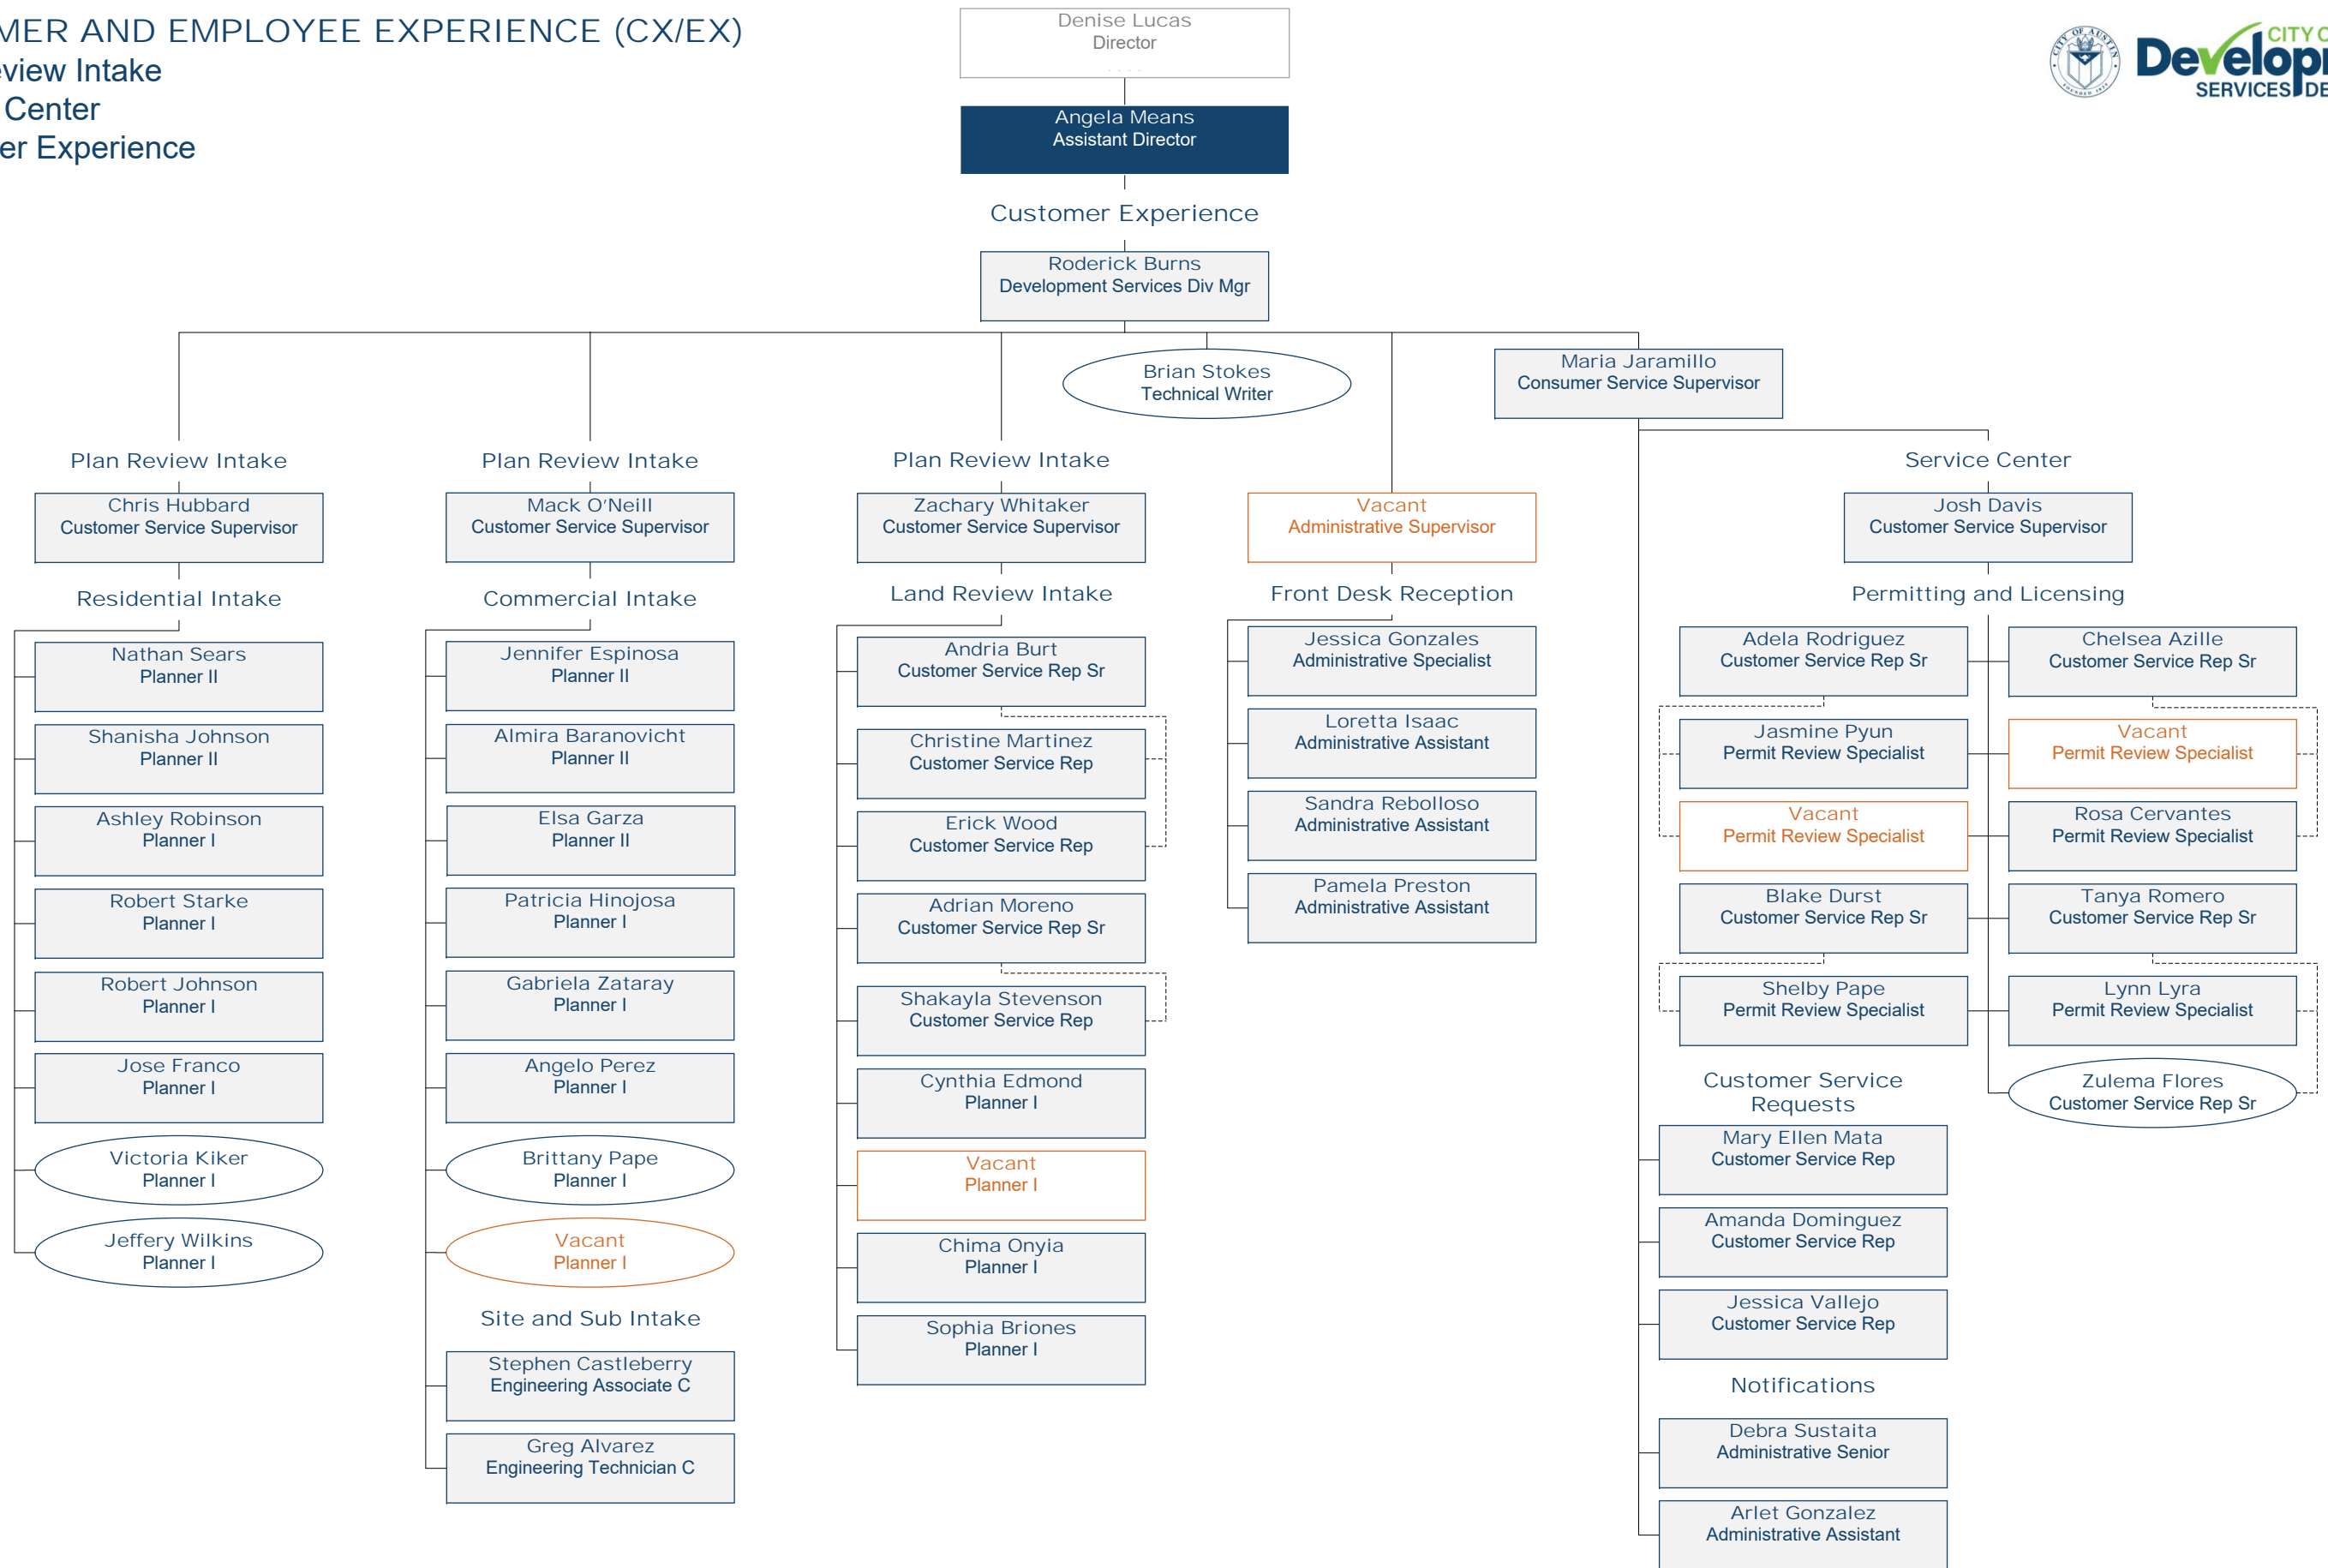 MER AND EMPLOYEE EXPERIENCE (CX/EX)
view Intake
Center
er Experience
Denise Lucas
Director
CITY OF AUSTIN
FOUNDED 1839
CITY
Develop
SERVICES DE
Angela Means
Assistant Director
Customer Experience
Roderick Burns
Development Services Div Mgr
Brian Stokes
Technical Writer
Maria Jaramillo
Consumer Service Supervisor
Plan Review Intake
Chris Hubbard
Customer Service Supervisor
Residential Intake
Nathan Sears
Planner II
Shanisha Johnson
Planner II
Ashley Robinson
Planner I
Robert Starke
Planner I
Robert Johnson
Planner I
Jose Franco
Planner I
Victoria Kiker
Planner I
Jeffery Wilkins
Planner I
Plan Review Intake
Mack O’Neill
Customer Service Supervisor
Commercial Intake
Jennifer Espinosa
Planner II
Almira Baranovicht
Planner II
Elsa Garza
Planner II
Patricia Hinojosa
Planner I
Gabriela Zataray
Planner I
Angelo Perez
Planner I
Brittany Pape
Planner I
Vacant
Planner I
Site and Sub Intake
Stephen Castleberry
Engineering Associate C
Greg Alvarez
Engineering Technician C
Plan Review Intake
Zachary Whitaker
Customer Service Supervisor
Land Review Intake
Andria Burt
Customer Service Rep Sr
Christine Martinez
Customer Service Rep
Erick Wood
Customer Service Rep
Adrian Moreno
Customer Service Rep Sr
Shakayla Stevenson
Customer Service Rep
Cynthia Edmond
Planner I
Vacant
Planner I
Chima Onyia
Planner I
Sophia Briones
Planner I
Vacant
Administrative Supervisor
Front Desk Reception
Jessica Gonzales
Administrative Specialist
Loretta Isaac
Administrative Assistant
Sandra Rebolloso
Administrative Assistant
Pamela Preston
Administrative Assistant
Service Center
Josh Davis
Customer Service Supervisor
Permitting and Licensing
Adela Rodriguez
Customer Service Rep Sr
Chelsea Azille
Customer Service Rep Sr
Jasmine Pyun
Permit Review Specialist
Vacant
Permit Review Specialist
Vacant
Permit Review Specialist
Rosa Cervantes
Permit Review Specialist
Blake Durst
Customer Service Rep Sr
Tanya Romero
Customer Service Rep Sr
Shelby Pape
Permit Review Specialist
Lynn Lyra
Permit Review Specialist
Zulema Flores
Customer Service Rep Sr
Customer Service
Requests
Mary Ellen Mata
Customer Service Rep
Amanda Dominguez
Customer Service Rep
Jessica Vallejo
Customer Service Rep
Notifications
Debra Sustaita
Administrative Senior
Arlet Gonzalez
Administrative Assistant